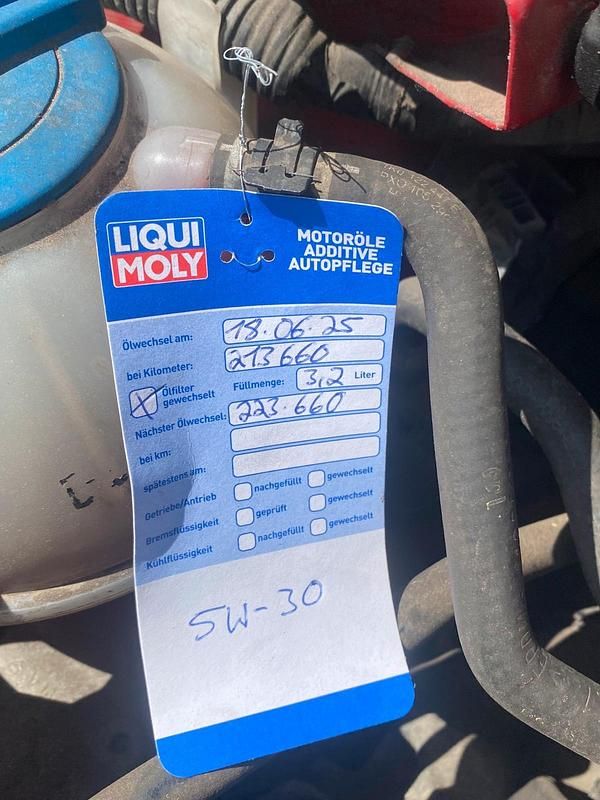 LIQUI
MOLY
MOTORÖLE
ADDITIVE
AUTOPFLEGE
Ölwechsel am: 18.06.25
bei Kilometer: 213660
X Ölfilter gewechselt Füllmenge: 3,2 Liter
Nächster Ölwechsel: 223.660
bei km:
spätestens am:
Getriebe/Antrieb nachgefüllt gewechselt
Bremsflüssigkeit geprüft gewechselt
Kühlflüssigkeit nachgefüllt gewechselt
5W-30